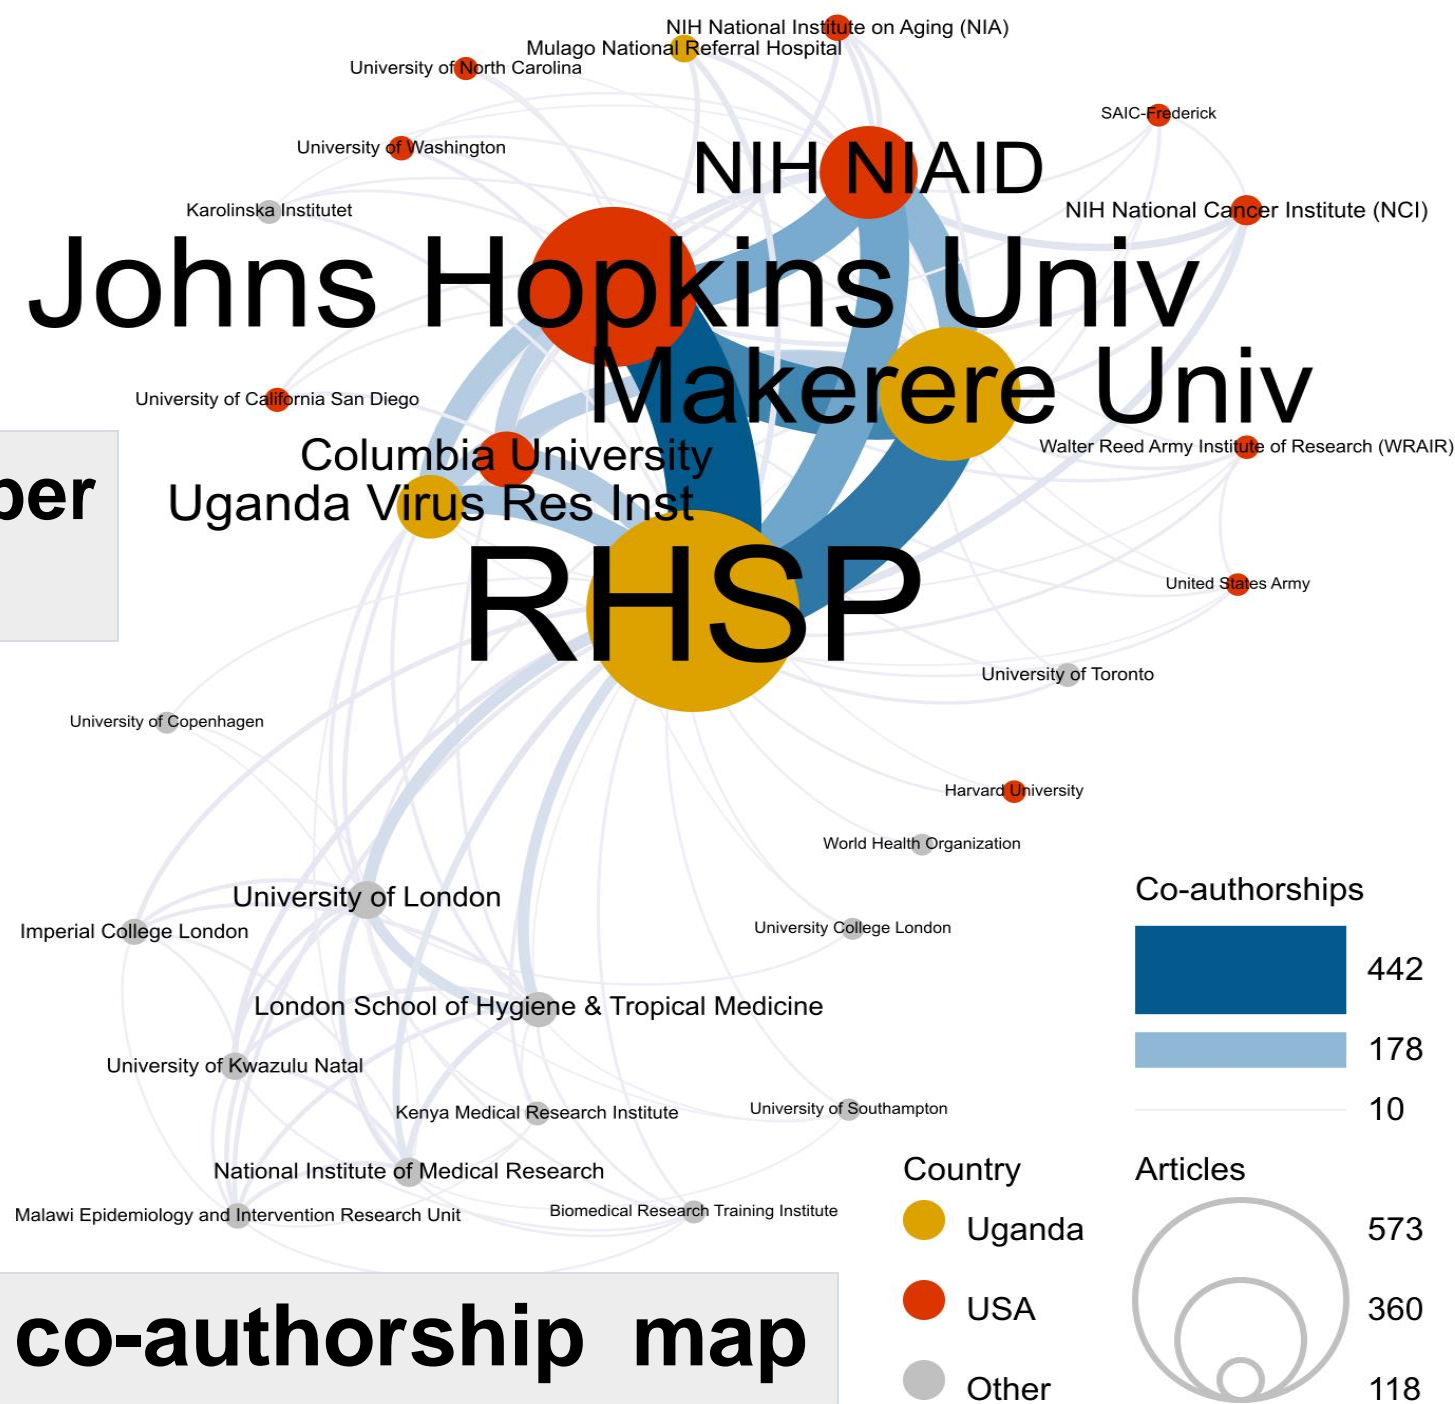 NIH National Institute on Aging (NIA)
Mulago National Referral Hospital
University of North Carolina
SAIC-Frederick
University of Washington
NIH NIAID
Karolinska Institutet
NIH National Cancer Institute (NCI)
Johns Hopkins Univ
Makerere Univ
University of California San Diego
Walter Reed Army Institute of Research (WRAIR)
Columbia University
Uganda Virus Res Inst
United States Army
RHSP
University of Toronto
University of Copenhagen
Harvard University
World Health Organization
University of London
Imperial College London
University College London
London School of Hygiene & Tropical Medicine
University of Kwazulu Natal
Kenya Medical Research Institute
University of Southampton
National Institute of Medical Research
Malawi Epidemiology and Intervention Research Unit
Biomedical Research Training Institute
Co-authorships
442
178
10
Country
Uganda
USA
Other
Articles
573
360
118
co-authorship map